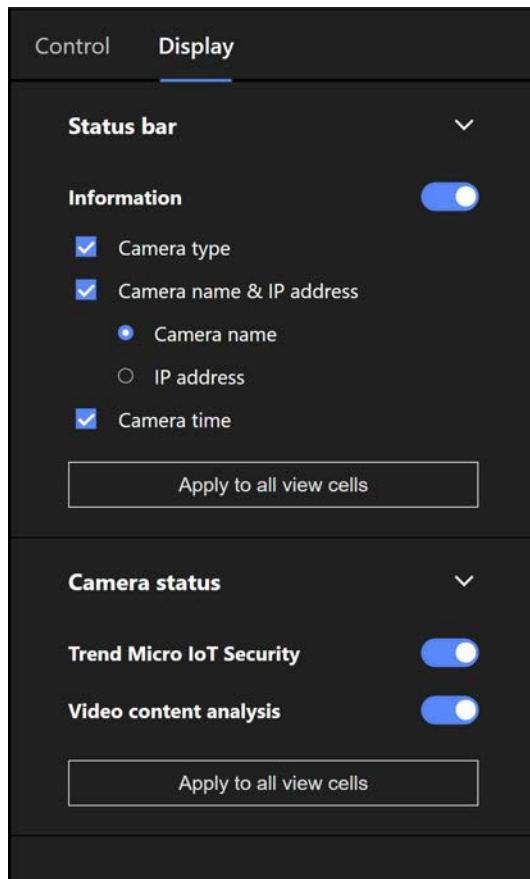 Control Display
Status bar
Information
Camera type
Camera name & IP address
Camera name
IP address
Camera time
Apply to all view cells
Camera status
Trend Micro IoT Security
Video content analysis
Apply to all view cells